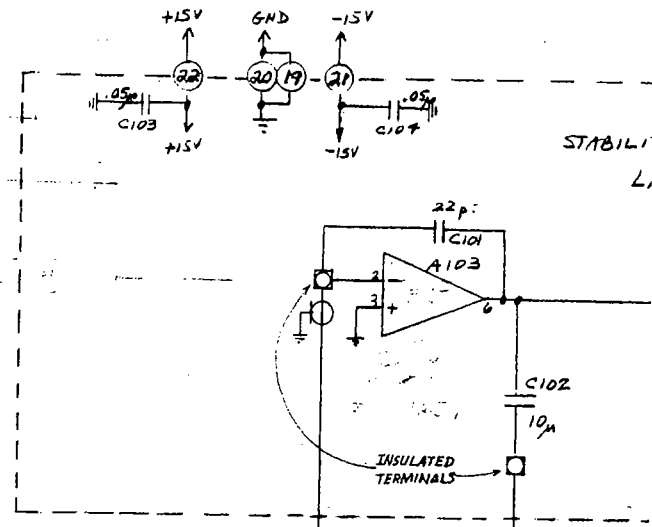 +15V
GND
-15V
22
20
19
21
.05µ
C103
.05µ
C104
+15V
-15V
STABILI
LA
22p
C101
A103
2
-
3
+
6
C102
10µ
INSULATED
TERMINALS